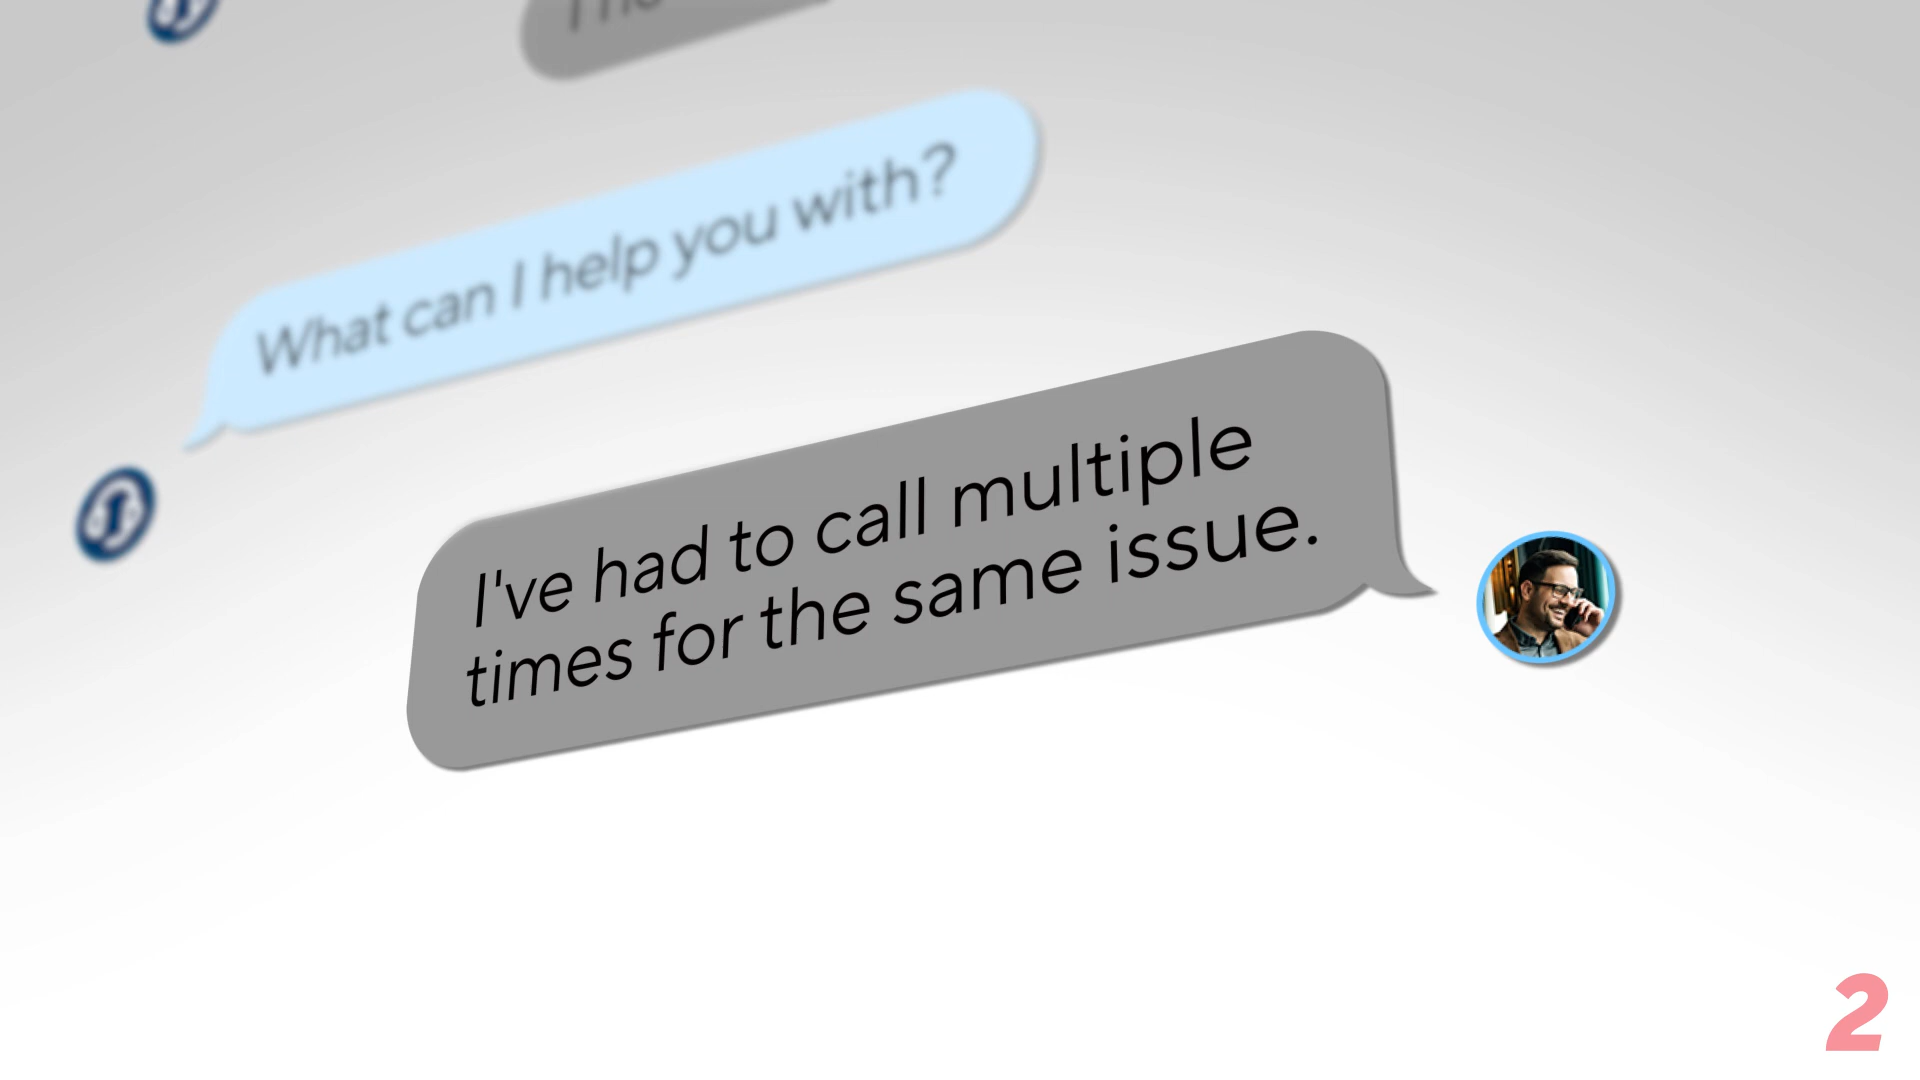 What can I help you with?
I've had to call multiple
times for the same issue.
2